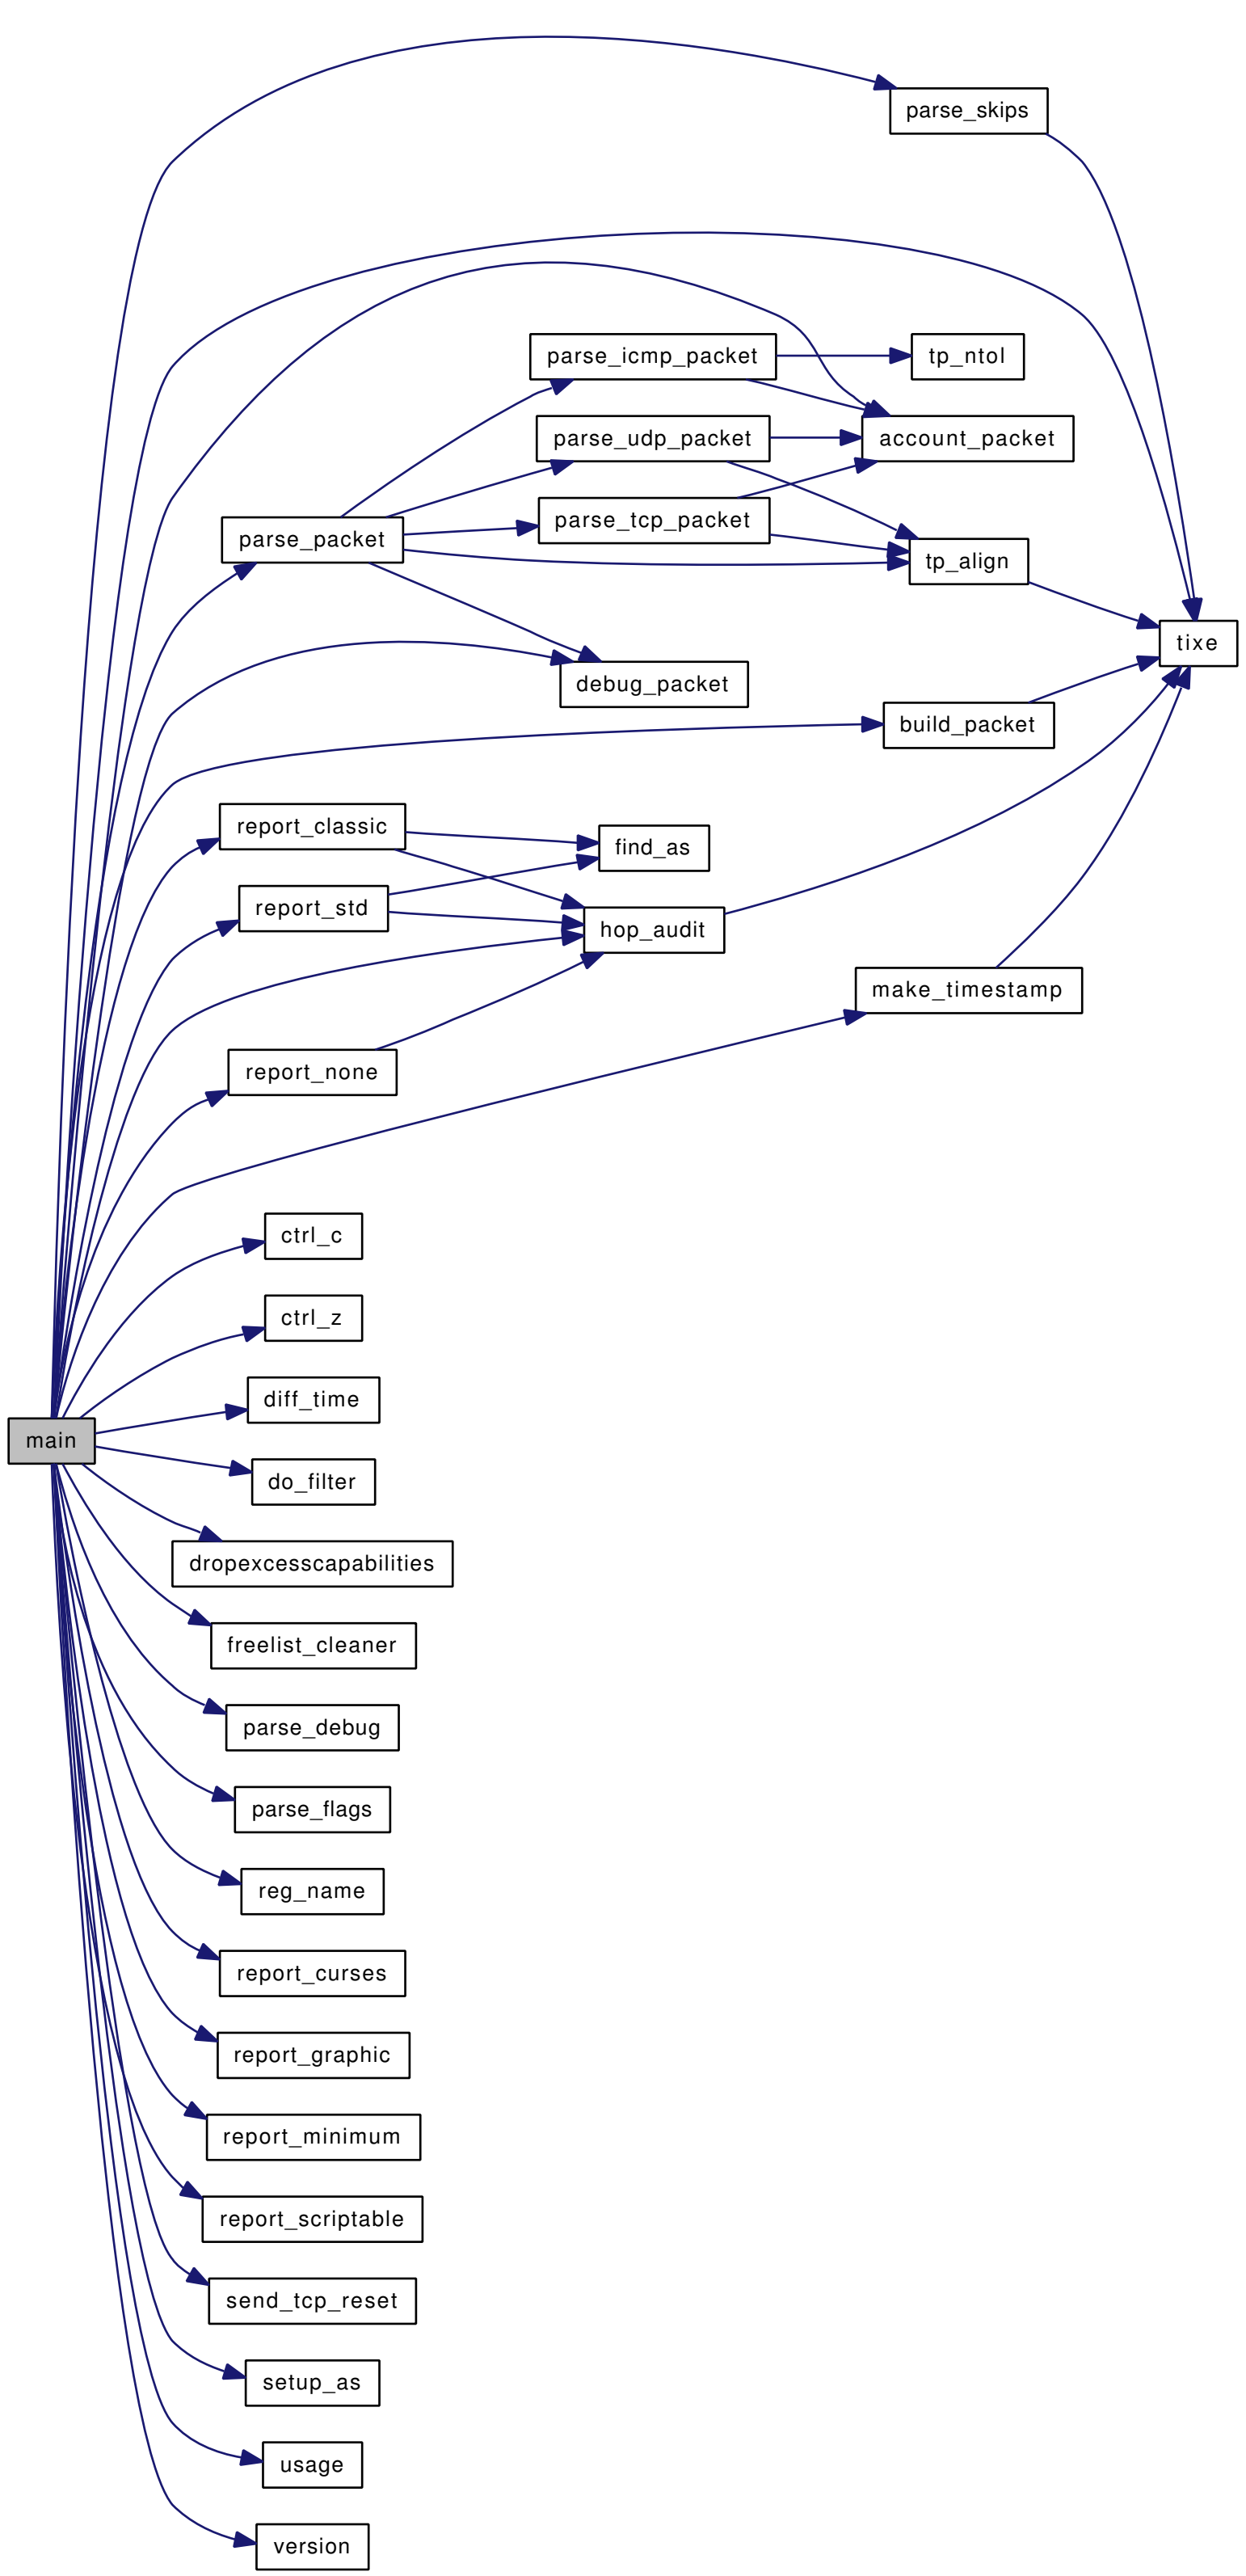 parse_skips
parse_icmp_packet
tp_ntol
parse_udp_packet
account_packet
parse_tcp_packet
parse_packet
tp_align
tixe
debug_packet
build_packet
report_classic
find_as
report_std
hop_audit
make_timestamp
report_none
ctrl_c
ctrl_z
diff_time
main
do_filter
dropexcesscapabilities
freelist_cleaner
parse_debug
parse_flags
reg_name
report_curses
report_graphic
report_minimum
report_scriptable
send_tcp_reset
setup_as
usage
version